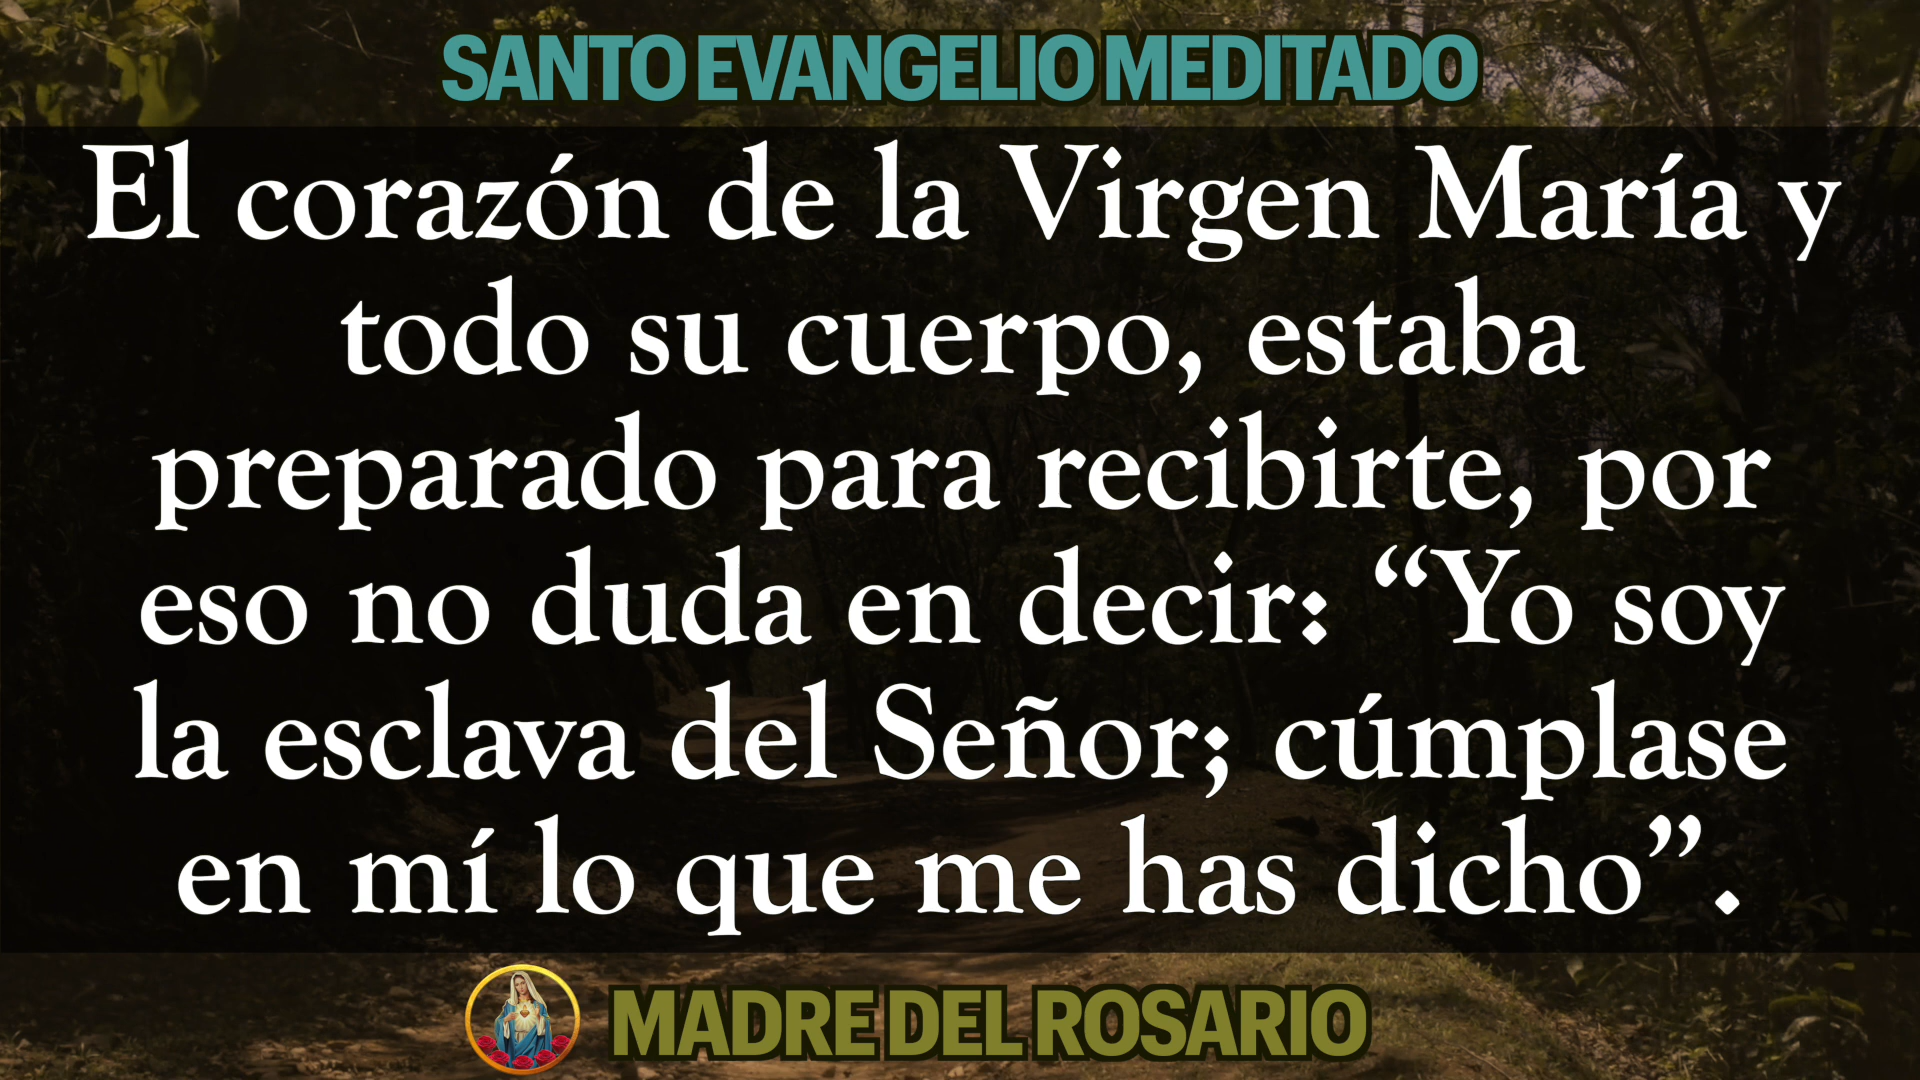 SANTO EVANGELIO MEDITADO
El corazón de la Virgen María y
todo su cuerpo, estaba
preparado para recibirte, por
eso no duda en decir: “Yo soy
la esclava del Señor; cúmplase
en mí lo que me has dicho”.
MADRE DEL ROSARIO